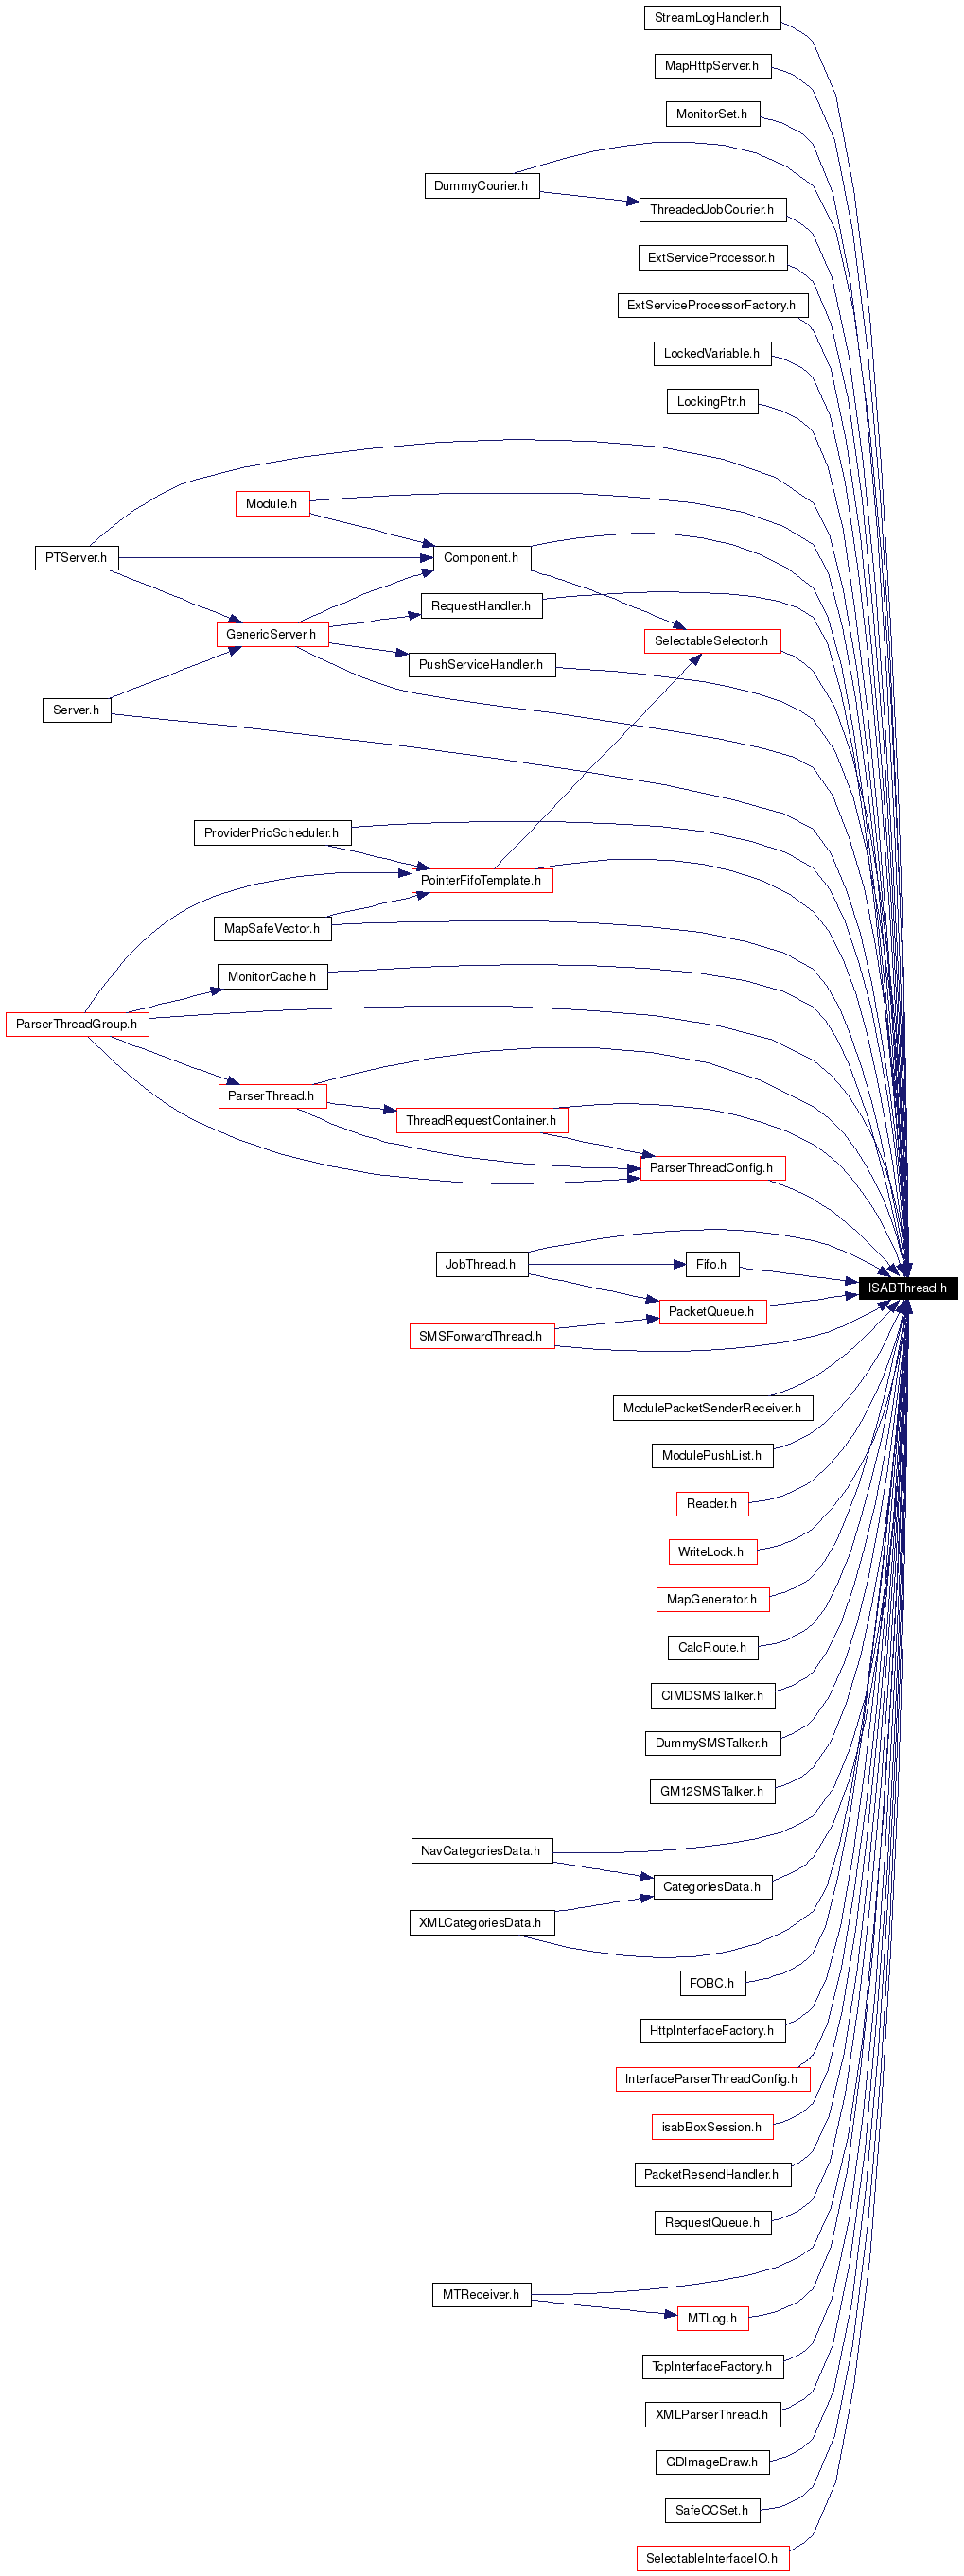 StreamLogHandler.h
MapHttpServer.h
MonitorSet.h
DummyCourier.h
ThreadedJobCourier.h
ExtServiceProcessor.h
ExtServiceProcessorFactory.h
LockedVariable.h
LockingPtr.h
Module.h
PTServer.h
Component.h
RequestHandler.h
GenericServer.h
SelectableSelector.h
PushServiceHandler.h
Server.h
ProviderPrioScheduler.h
PointerFifoTemplate.h
MapSafeVector.h
MonitorCache.h
ParserThreadGroup.h
ParserThread.h
ThreadRequestContainer.h
ParserThreadConfig.h
JobThread.h
Fifo.h
ISABThread.h
PacketQueue.h
SMSForwardThread.h
ModulePacketSenderReceiver.h
ModulePushList.h
Reader.h
WriteLock.h
MapGenerator.h
CalcRoute.h
CIMDSMSTalker.h
DummySMSTalker.h
GM12SMSTalker.h
NavCategoriesData.h
CategoriesData.h
XMLCategoriesData.h
FOBC.h
HttpInterfaceFactory.h
InterfaceParserThreadConfig.h
isabBoxSession.h
PacketResendHandler.h
RequestQueue.h
MTReceiver.h
MTLog.h
TcpInterfaceFactory.h
XMLParserThread.h
GDImageDraw.h
SafeCCSet.h
SelectableInterfaceIO.h